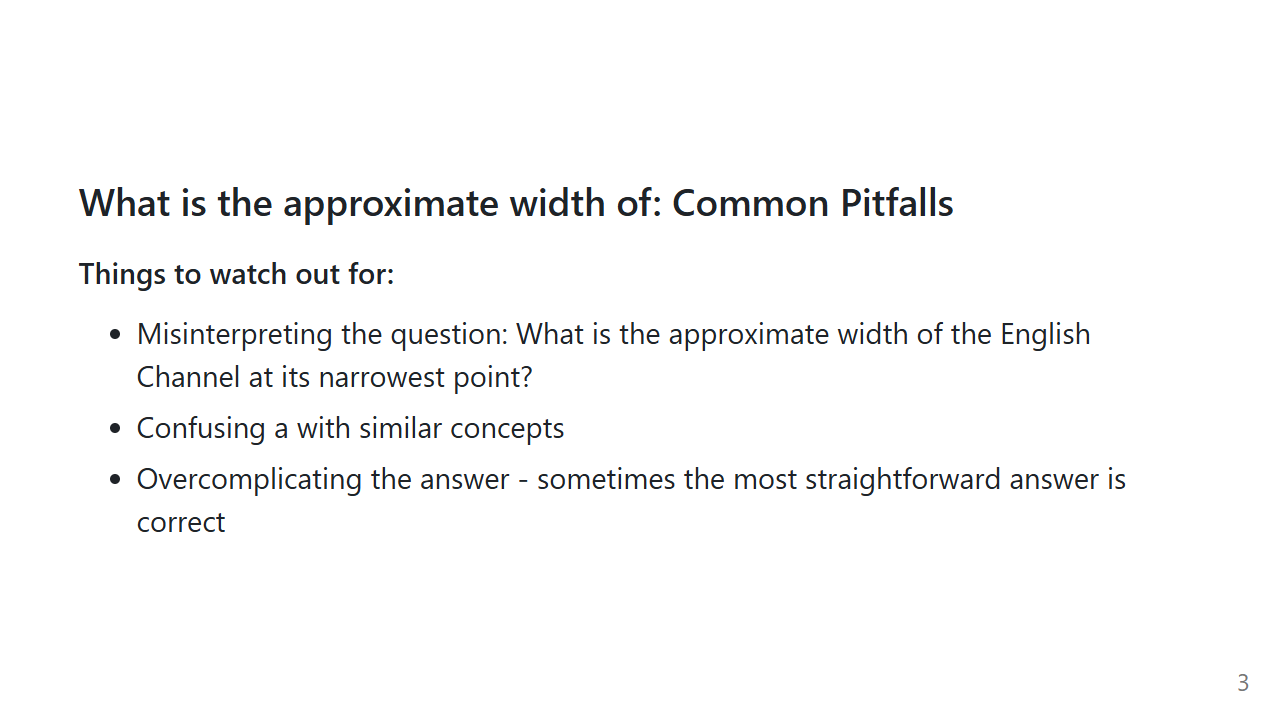 What is the approximate width of: Common Pitfalls
Things to watch out for:
Misinterpreting the question: What is the approximate width of the English
Channel at its narrowest point?
Confusing a with similar concepts
Overcomplicating the answer - sometimes the most straightforward answer is
correct
3